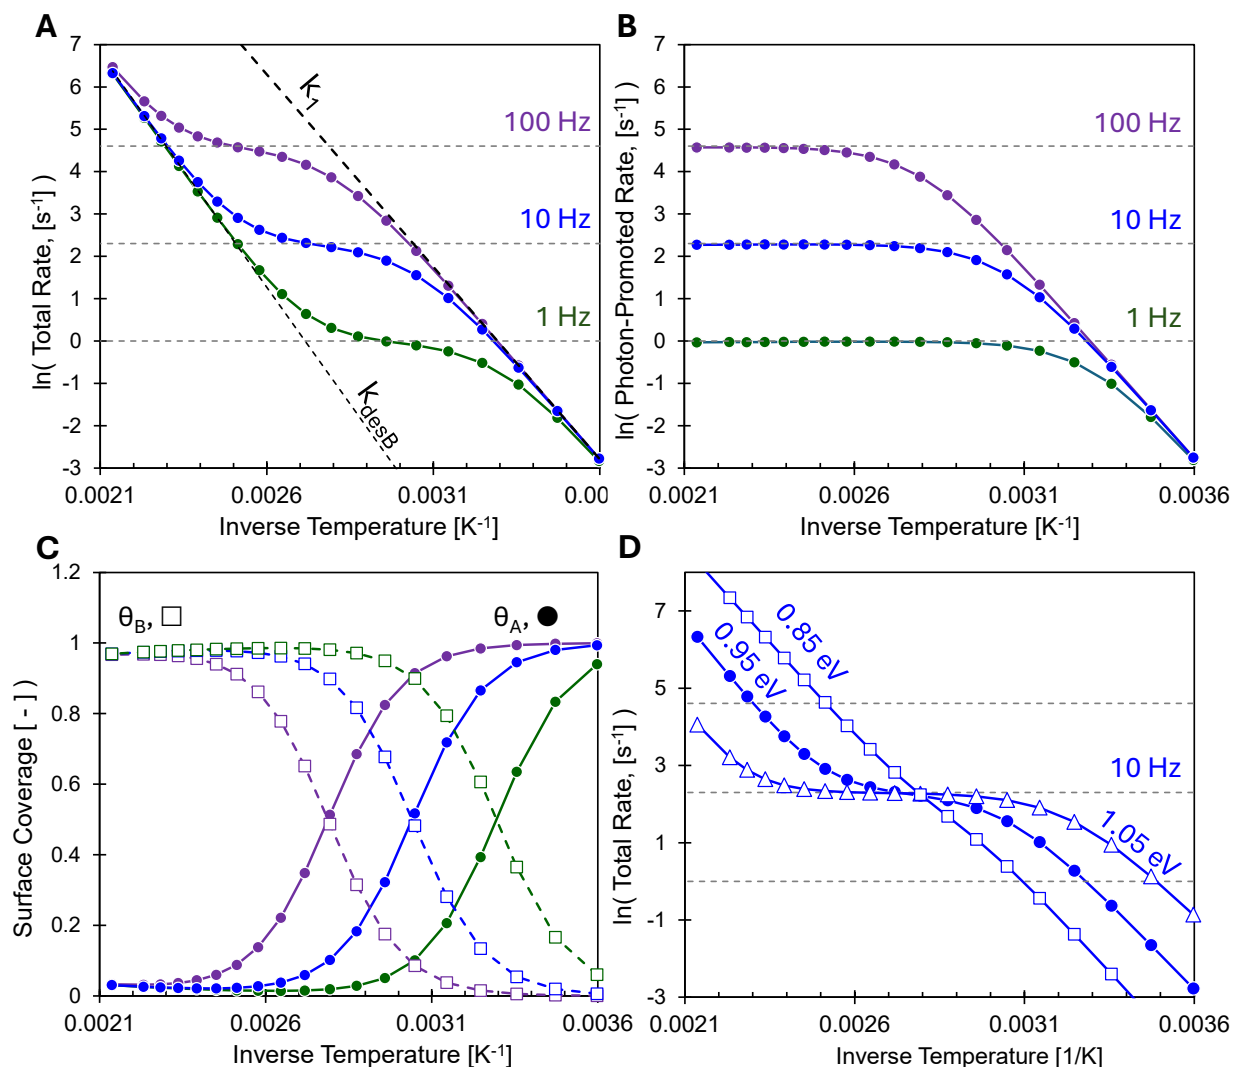 A
7
6
5
4
3
2
1
0
-1
-2
-3
ln( Total Rate, [s-1] )
k1
100 Hz
10 Hz
1 Hz
kdesB
0.0021
0.0026
0.0031
0.00
Inverse Temperature [K-1]
B
7
6
5
4
3
2
1
0
-1
-2
-3
ln( Photon-Promoted Rate, [s-1] )
100 Hz
10 Hz
1 Hz
0.0021
0.0026
0.0031
0.0036
Inverse Temperature [K-1]
C
1.2
1
0.8
0.6
0.4
0.2
0
Surface Coverage [ - ]
θB,
θA,
0.0021
0.0026
0.0031
0.0036
Inverse Temperature [K-1]
D
7
5
3
1
-1
-3
ln( Total Rate, [s-1] )
0.85 eV
0.95 eV
10 Hz
1.05 eV
0.0021
0.0026
0.0031
0.0036
Inverse Temperature [1/K]